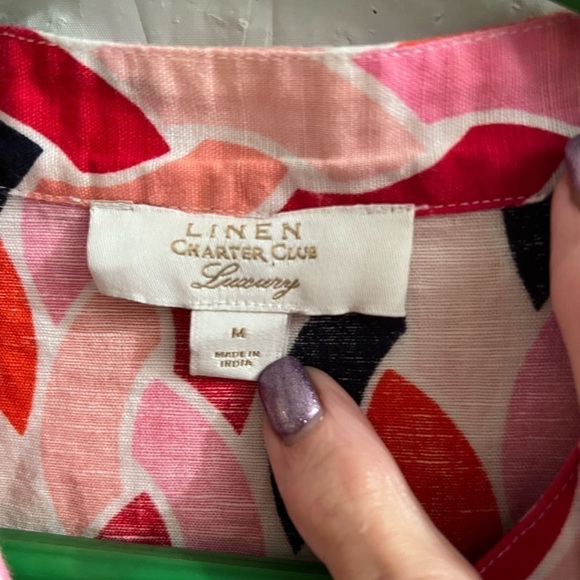 LINEN
CHARTER CLUB
Luxury
M
MADE IN
INDIA